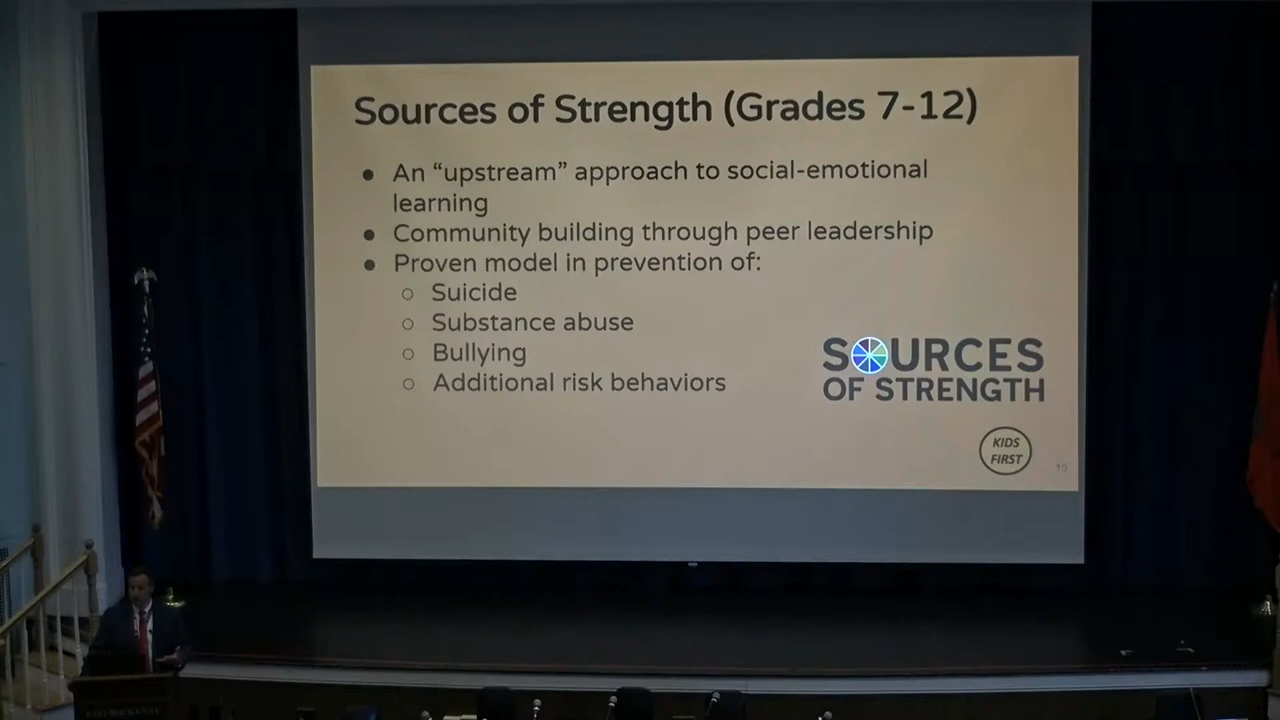 Sources of Strength (Grades 7-12)
● An “upstream” approach to social-emotional
learning
● Community building through peer leadership
● Proven model in prevention of:
○ Suicide
○ Substance abuse
○ Bullying
○ Additional risk behaviors
SOURCES
OF STRENGTH
KIDS
FIRST
15